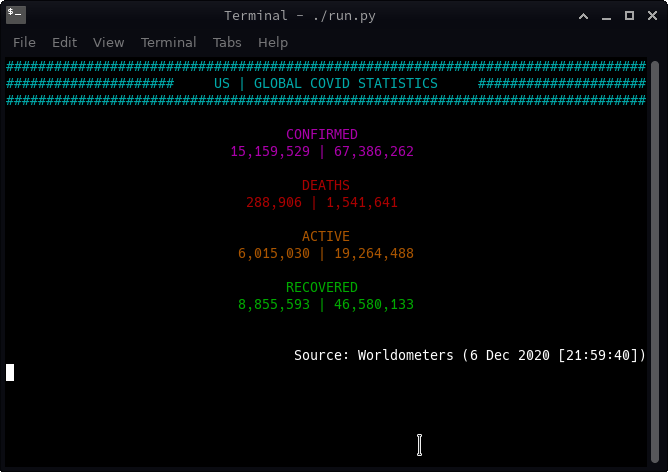 Terminal - ./run.py
File Edit View Terminal Tabs Help
################################################################################
##################### US | GLOBAL COVID STATISTICS #####################
################################################################################
CONFIRMED
15,159,529 | 67,386,262
DEATHS
288,906 | 1,541,641
ACTIVE
6,015,030 | 19,264,488
RECOVERED
8,855,593 | 46,580,133
Source: Worldometers (6 Dec 2020 [21:59:40])